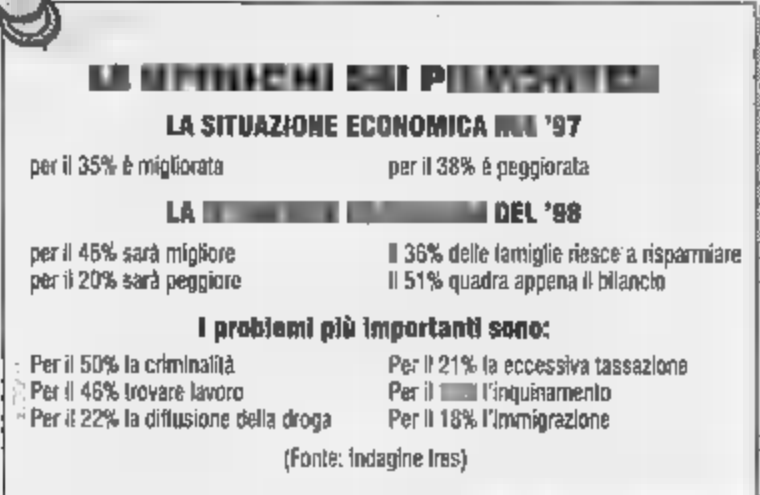 LA SITUAZIONE ECONOMICA '97
per il 35% è migliorata per il 38% è peggiorata
LA DEL '98
per il 46% sarà migliore Il 36% delle famiglie riesce a risparmiare
per il 20% sarà peggiore Il 51% quadra appena il bilancio
I problemi più importanti sono:
Per il 50% la criminalità Per il 21% la eccessiva tassazione
Per il 46% trovare lavoro Per il l'inquinamento
Per il 22% la diffusione della droga Per il 18% l'immigrazione
(Fonte: indagine Ires)